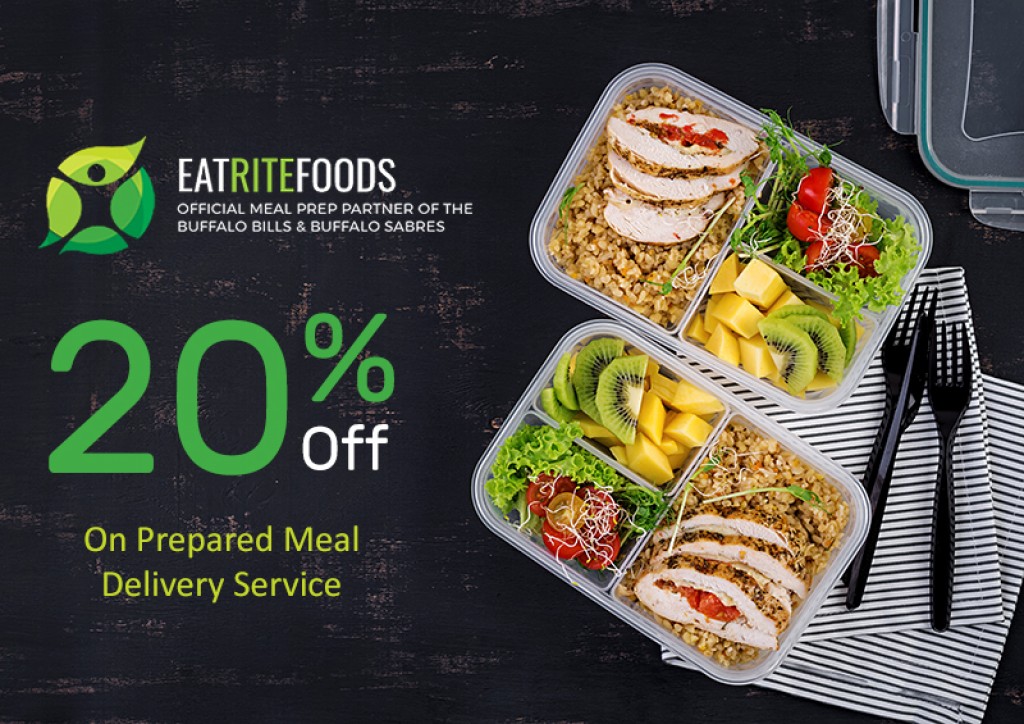 EATRITEFOODS
OFFICIAL MEAL PREP PARTNER OF THE
BUFFALO BILLS & BUFFALO SABRES
20%
Off
On Prepared Meal
Delivery Service